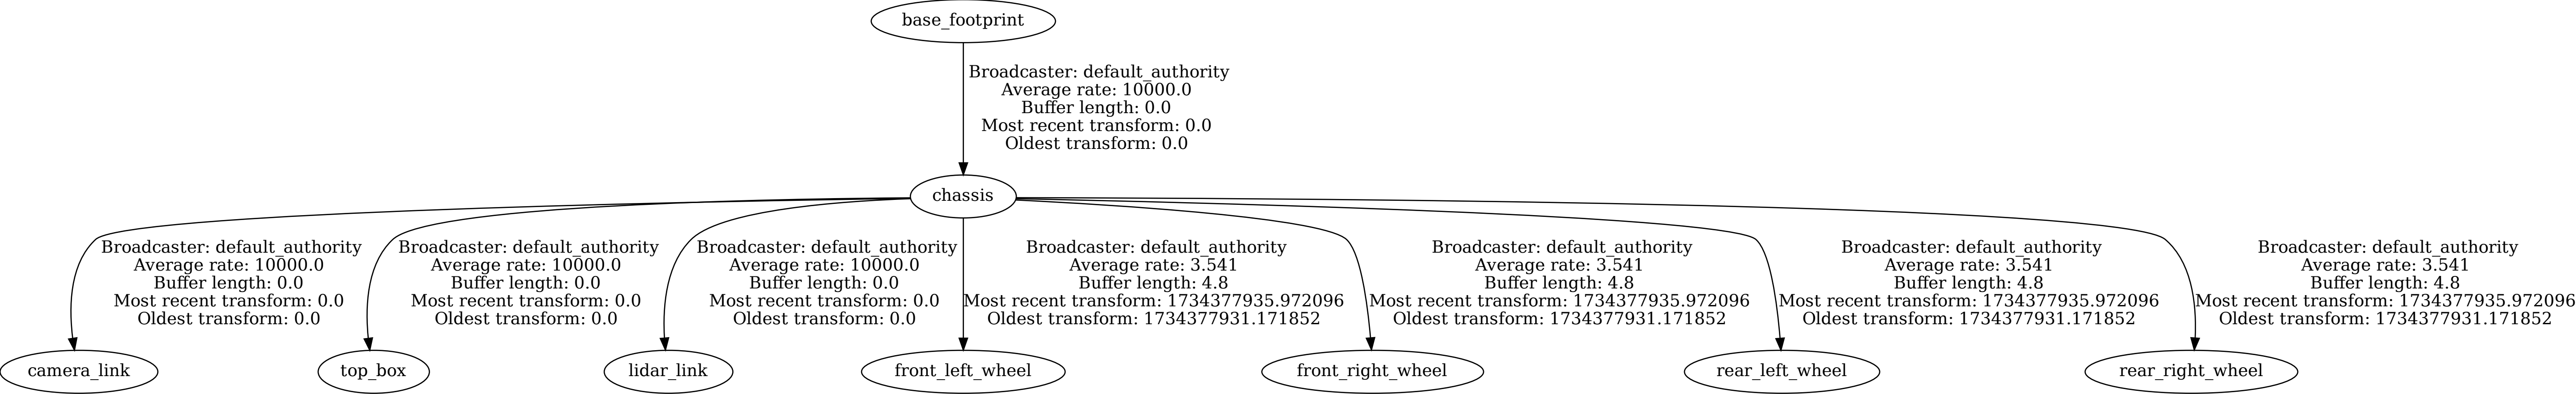 base_footprint
Broadcaster: default_authority
Average rate: 10000.0
Buffer length: 0.0
Most recent transform: 0.0
Oldest transform: 0.0
chassis
Broadcaster: default_authority
Average rate: 10000.0
Buffer length: 0.0
Most recent transform: 0.0
Oldest transform: 0.0
Broadcaster: default_authority
Average rate: 10000.0
Buffer length: 0.0
Most recent transform: 0.0
Oldest transform: 0.0
Broadcaster: default_authority
Average rate: 10000.0
Buffer length: 0.0
Most recent transform: 0.0
Oldest transform: 0.0
Broadcaster: default_authority
Average rate: 3.541
Buffer length: 4.8
Most recent transform: 1734377935.972096
Oldest transform: 1734377931.171852
Broadcaster: default_authority
Average rate: 3.541
Buffer length: 4.8
Most recent transform: 1734377935.972096
Oldest transform: 1734377931.171852
Broadcaster: default_authority
Average rate: 3.541
Buffer length: 4.8
Most recent transform: 1734377935.972096
Oldest transform: 1734377931.171852
Broadcaster: default_authority
Average rate: 3.541
Buffer length: 4.8
Most recent transform: 1734377935.972096
Oldest transform: 1734377931.171852
camera_link
top_box
lidar_link
front_left_wheel
front_right_wheel
rear_left_wheel
rear_right_wheel